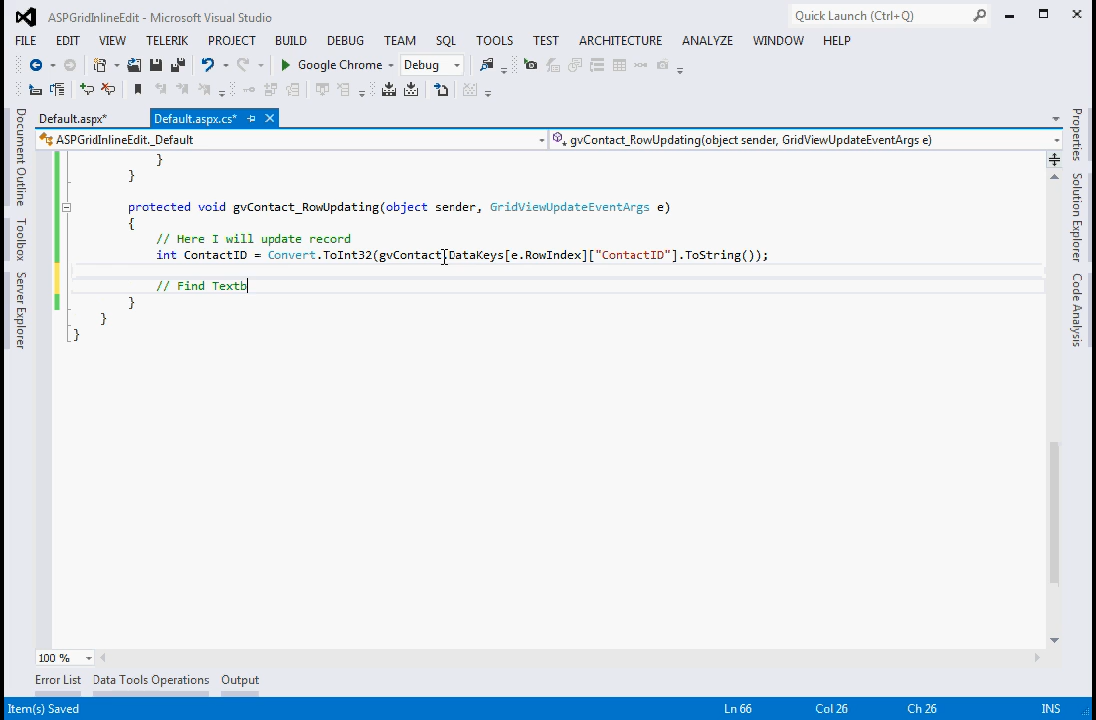 ASPGridInlineEdit - Microsoft Visual Studio
Quick Launch (Ctrl+Q)
FILE EDIT VIEW TELERIK PROJECT BUILD DEBUG TEAM SQL TOOLS TEST ARCHITECTURE ANALYZE WINDOW HELP
Google Chrome Debug
Default.aspx* Default.aspx.cs*
ASPGridInlineEdit._Default gvContact_RowUpdating(object sender, GridViewUpdateEventArgs e)
}
}
protected void gvContact_RowUpdating(object sender, GridViewUpdateEventArgs e)
{
// Here I will update record
int ContactID = Convert.ToInt32(gvContact.DataKeys[e.RowIndex]["ContactID"].ToString());
// Find Textb
}
}
}
Document Outline
Toolbox
Server Explorer
Properties
Solution Explorer
Code Analysis
100 %
Error List Data Tools Operations Output
Item(s) Saved Ln 66 Col 26 Ch 26 INS